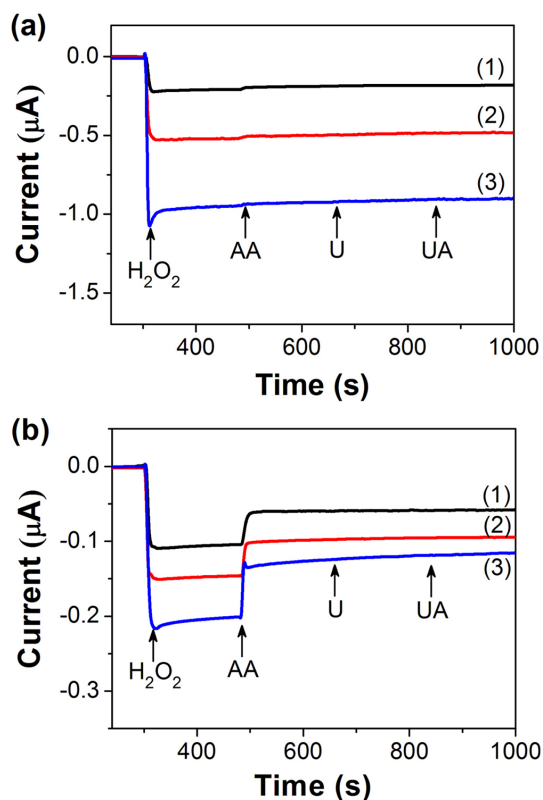 (a)
0.0
-0.5
-1.0
-1.5
Current (μA)
(1)
(2)
(3)
H₂O₂
AA
U
UA
400
600
800
1000
Time (s)
(b)
0.0
-0.1
-0.2
-0.3
Current (μA)
(1)
(2)
(3)
H₂O₂
AA
U
UA
400
600
800
1000
Time (s)